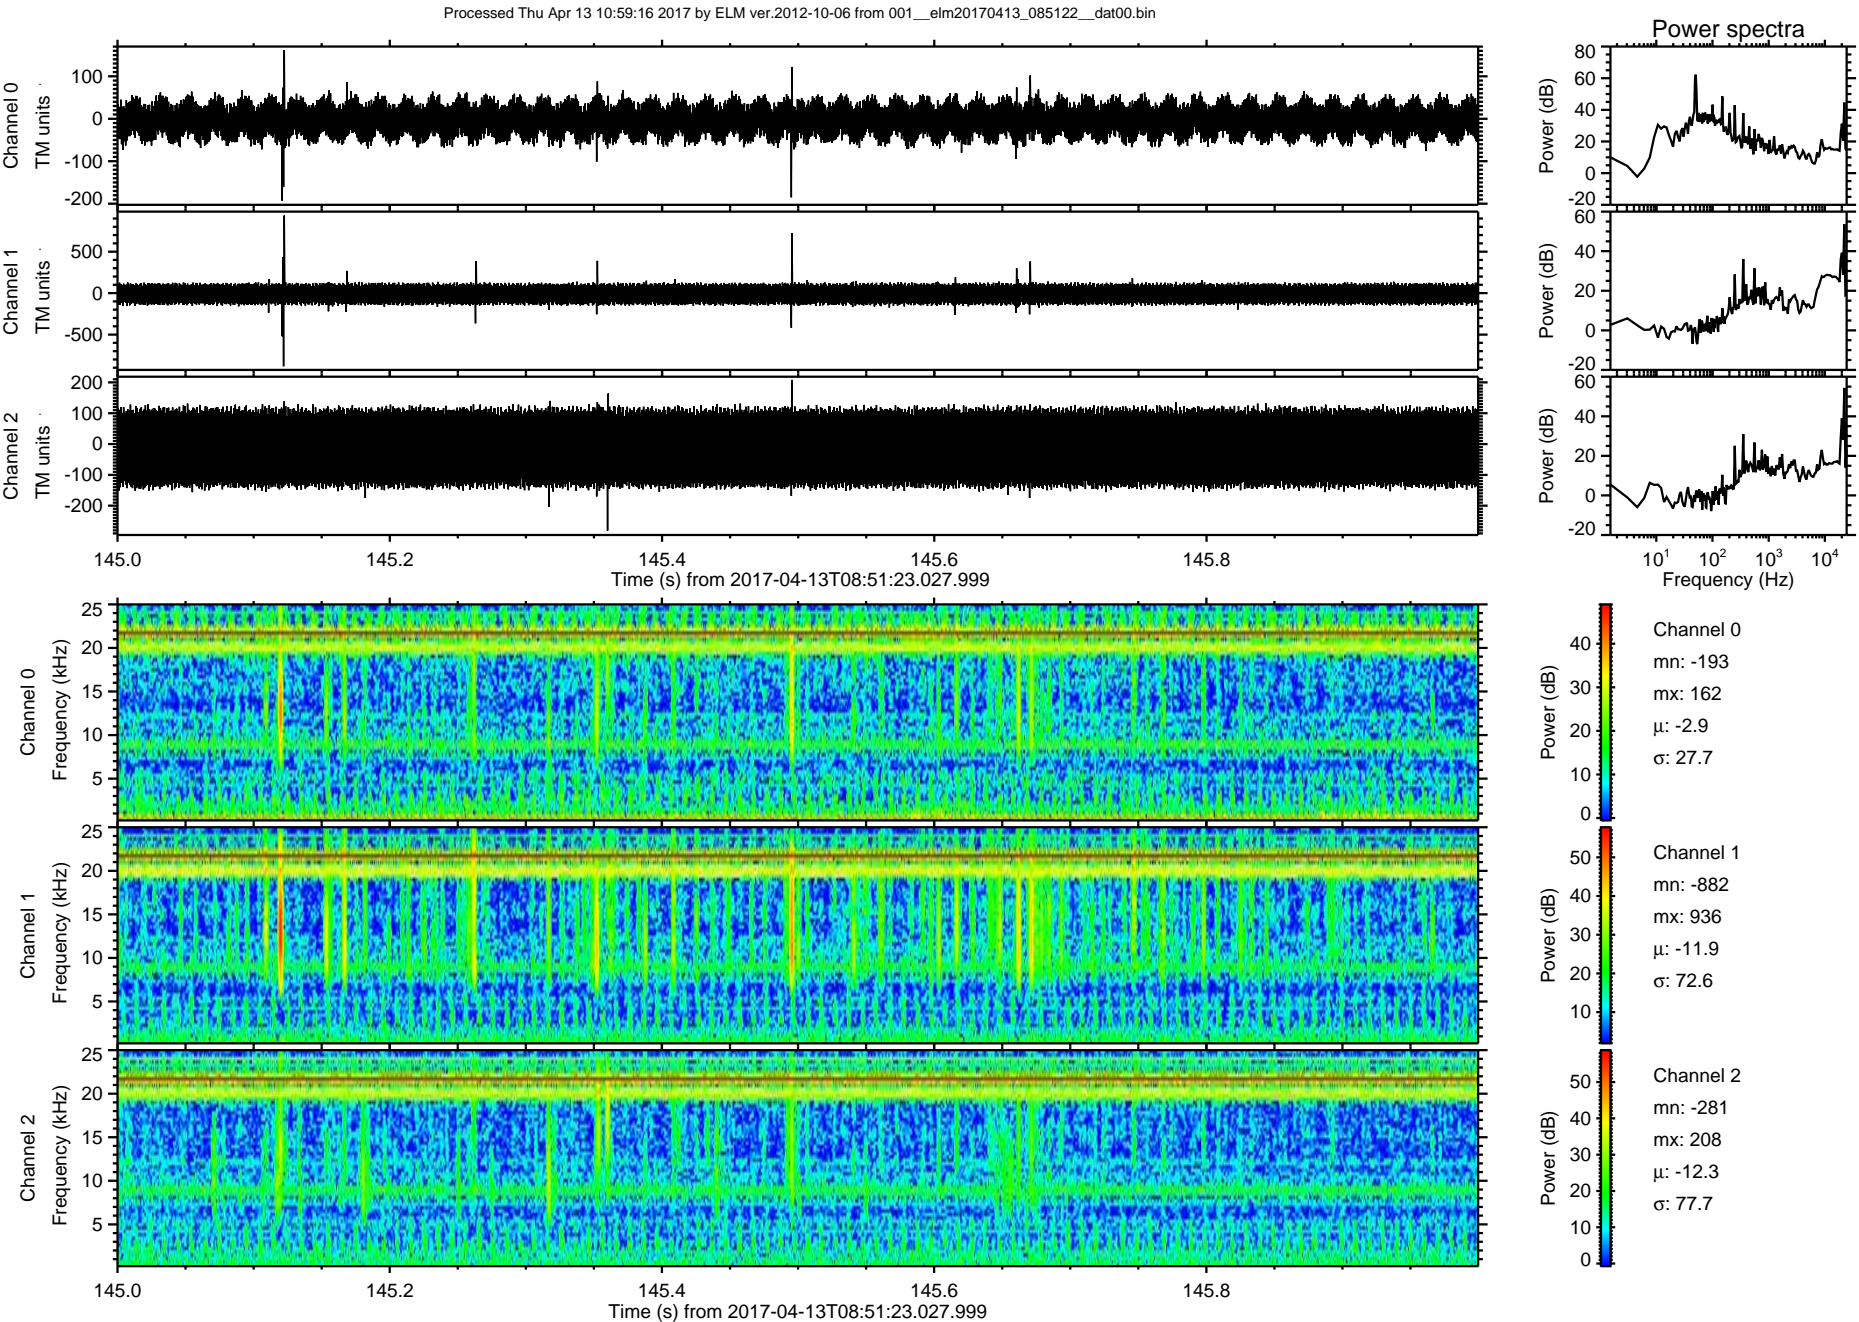 Processed Thu Apr 13 10:59:16 2017 by ELM ver.2012-10-06 from 001__elm20170413_085122__dat00.bin
Power spectra
Channel 0
TM units
100
0
-100
-200
Power (dB)
80
60
40
20
0
-20
Channel 1
TM units
500
0
-500
Power (dB)
60
40
20
0
-20
Channel 2
TM units
200
100
0
-100
-200
Power (dB)
60
40
20
0
-20
145.0 145.2 145.4 145.6 145.8
Time (s) from 2017-04-13T08:51:23.027.999
10^1 10^2 10^3 10^4
Frequency (Hz)
Channel 0
Frequency (kHz)
25
20
15
10
5
Power (dB)
40
30
20
10
0
Channel 0
mn: -193
mx: 162
μ: -2.9
σ: 27.7
Channel 1
Frequency (kHz)
25
20
15
10
5
Power (dB)
50
40
30
20
10
Channel 1
mn: -882
mx: 936
μ: -11.9
σ: 72.6
Channel 2
Frequency (kHz)
25
20
15
10
5
Power (dB)
50
40
30
20
10
0
Channel 2
mn: -281
mx: 208
μ: -12.3
σ: 77.7
145.0 145.2 145.4 145.6 145.8
Time (s) from 2017-04-13T08:51:23.027.999